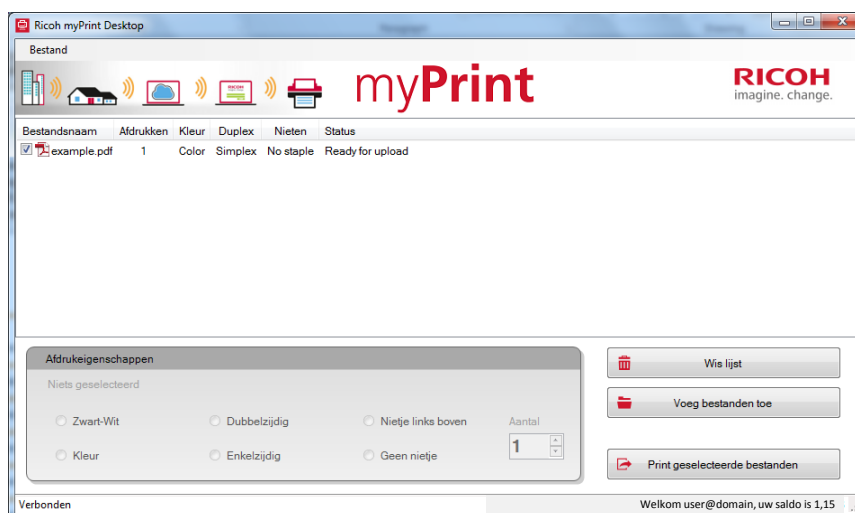 Ricoh myPrint Desktop
Bestand
myPrint
RICOH
imagine. change.
Bestandsnaam Afdrukken Kleur Duplex Nieten Status
example.pdf 1 Color Simplex No staple Ready for upload
Afdrukeigenschappen
Niets geselecteerd
Zwart-Wit Dubbelzijdig Nietje links boven Aantal
Kleur Enkelzijdig Geen nietje 1
Wis lijst
Voeg bestanden toe
Print geselecteerde bestanden
Verbonden Welkom user@domain, uw saldo is 1,15